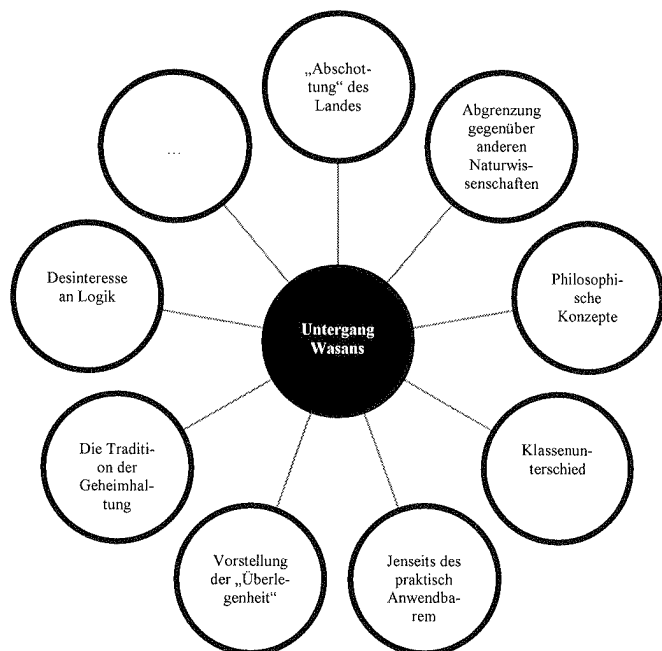 „Abschot-
tung“ des
Landes
Abgrenzung
gegenüber
anderen
Naturwis-
senschaften
Philosophi-
sche
Konzepte
Klassenun-
terschied
Jenseits des
praktisch
Anwendba-
rem
Vorstellung
der „Überle-
genheit“
Die Traditi-
on der
Geheimhal-
tung
Desinteresse
an Logik
…
Untergang
Wasans